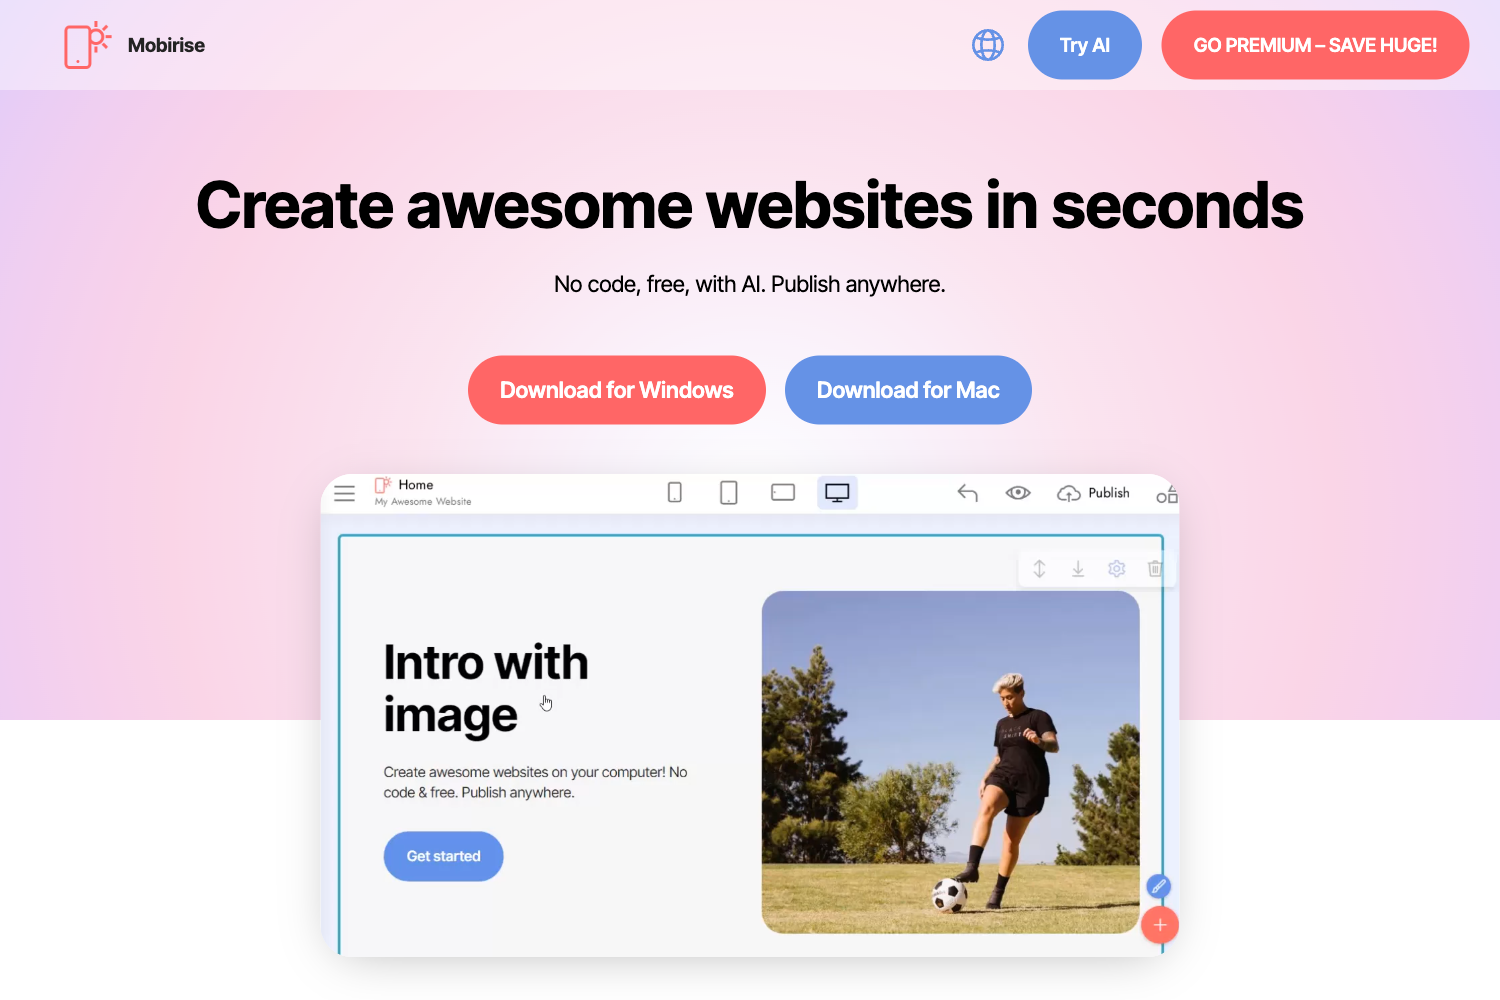 Mobirise
Try AI
GO PREMIUM – SAVE HUGE!
Create awesome websites in seconds
No code, free, with AI. Publish anywhere.
Download for Windows
Download for Mac
Home
My Awesome Website
Publish
Intro with
image
Create awesome websites on your computer! No
code & free. Publish anywhere.
Get started